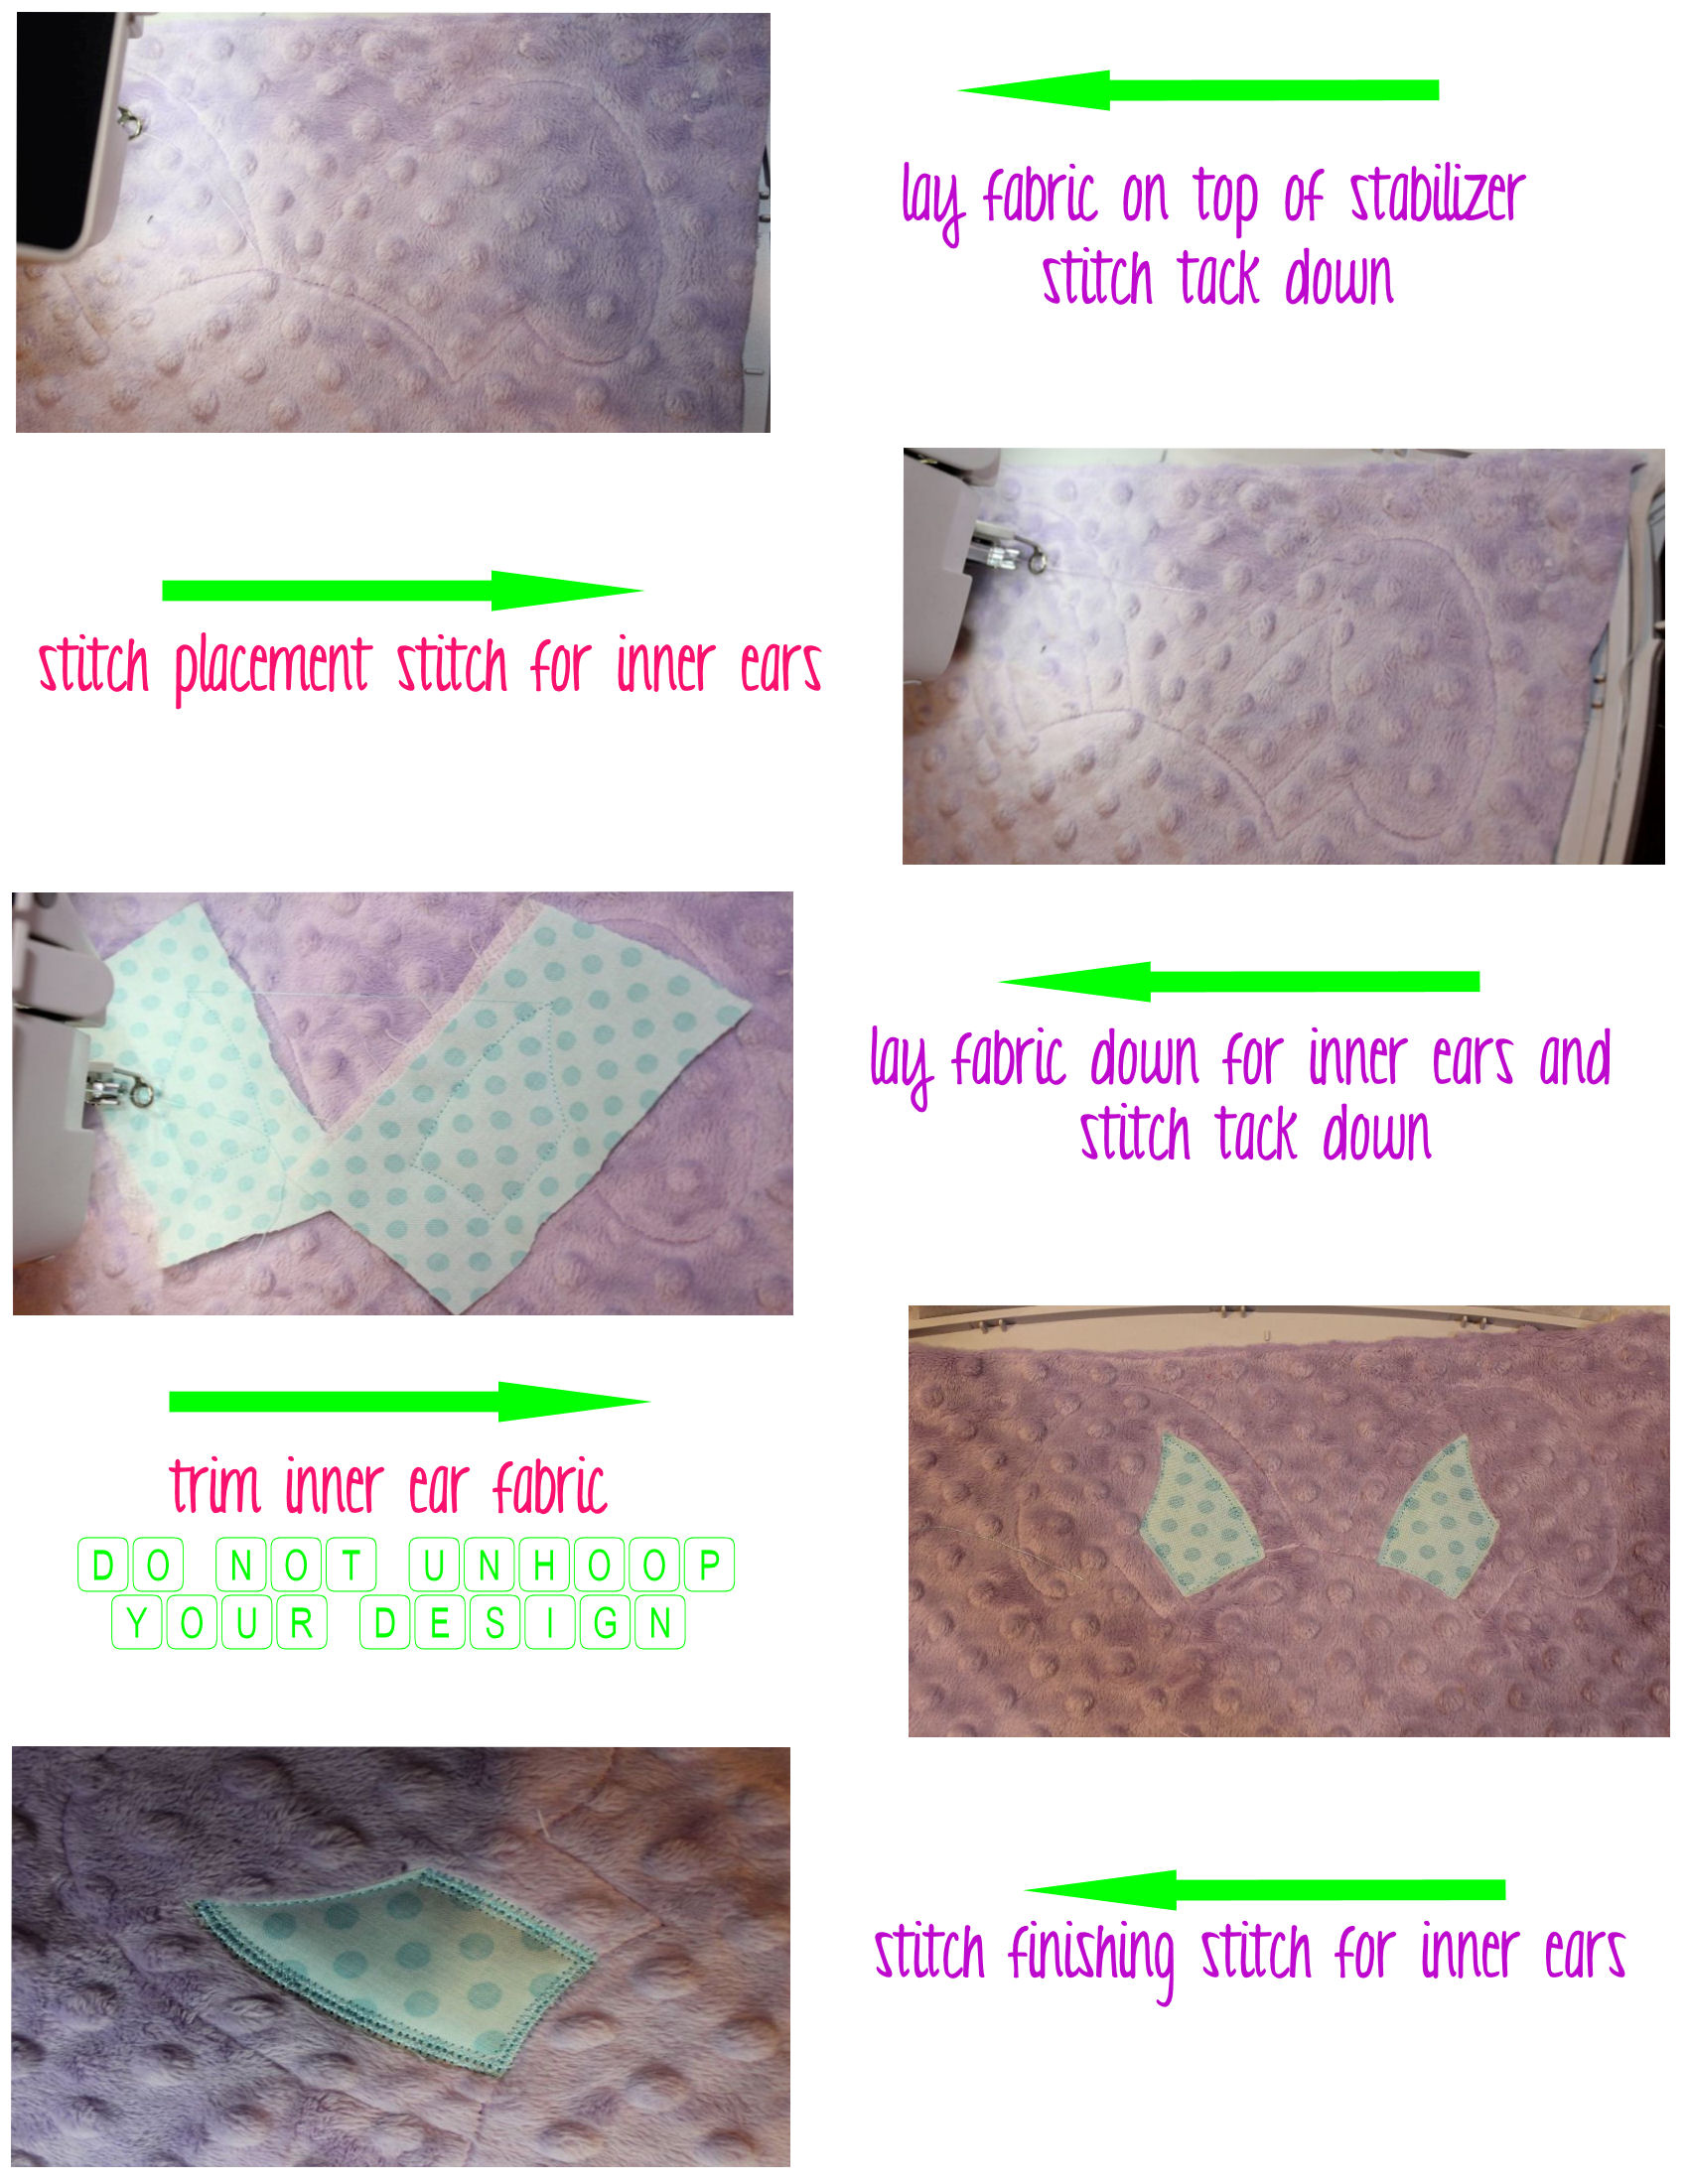 lay fabric on top of stabilizer
stitch tack down
stitch placement stitch for inner ears
lay fabric down for inner ears and
stitch tack down
trim inner ear fabric
DO NOT UNHOOP
YOUR DESIGN
stitch finishing stitch for inner ears